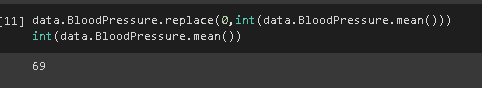 [11] data.BloodPressure.replace(0,int(data.BloodPressure.mean()))
int(data.BloodPressure.mean())
69